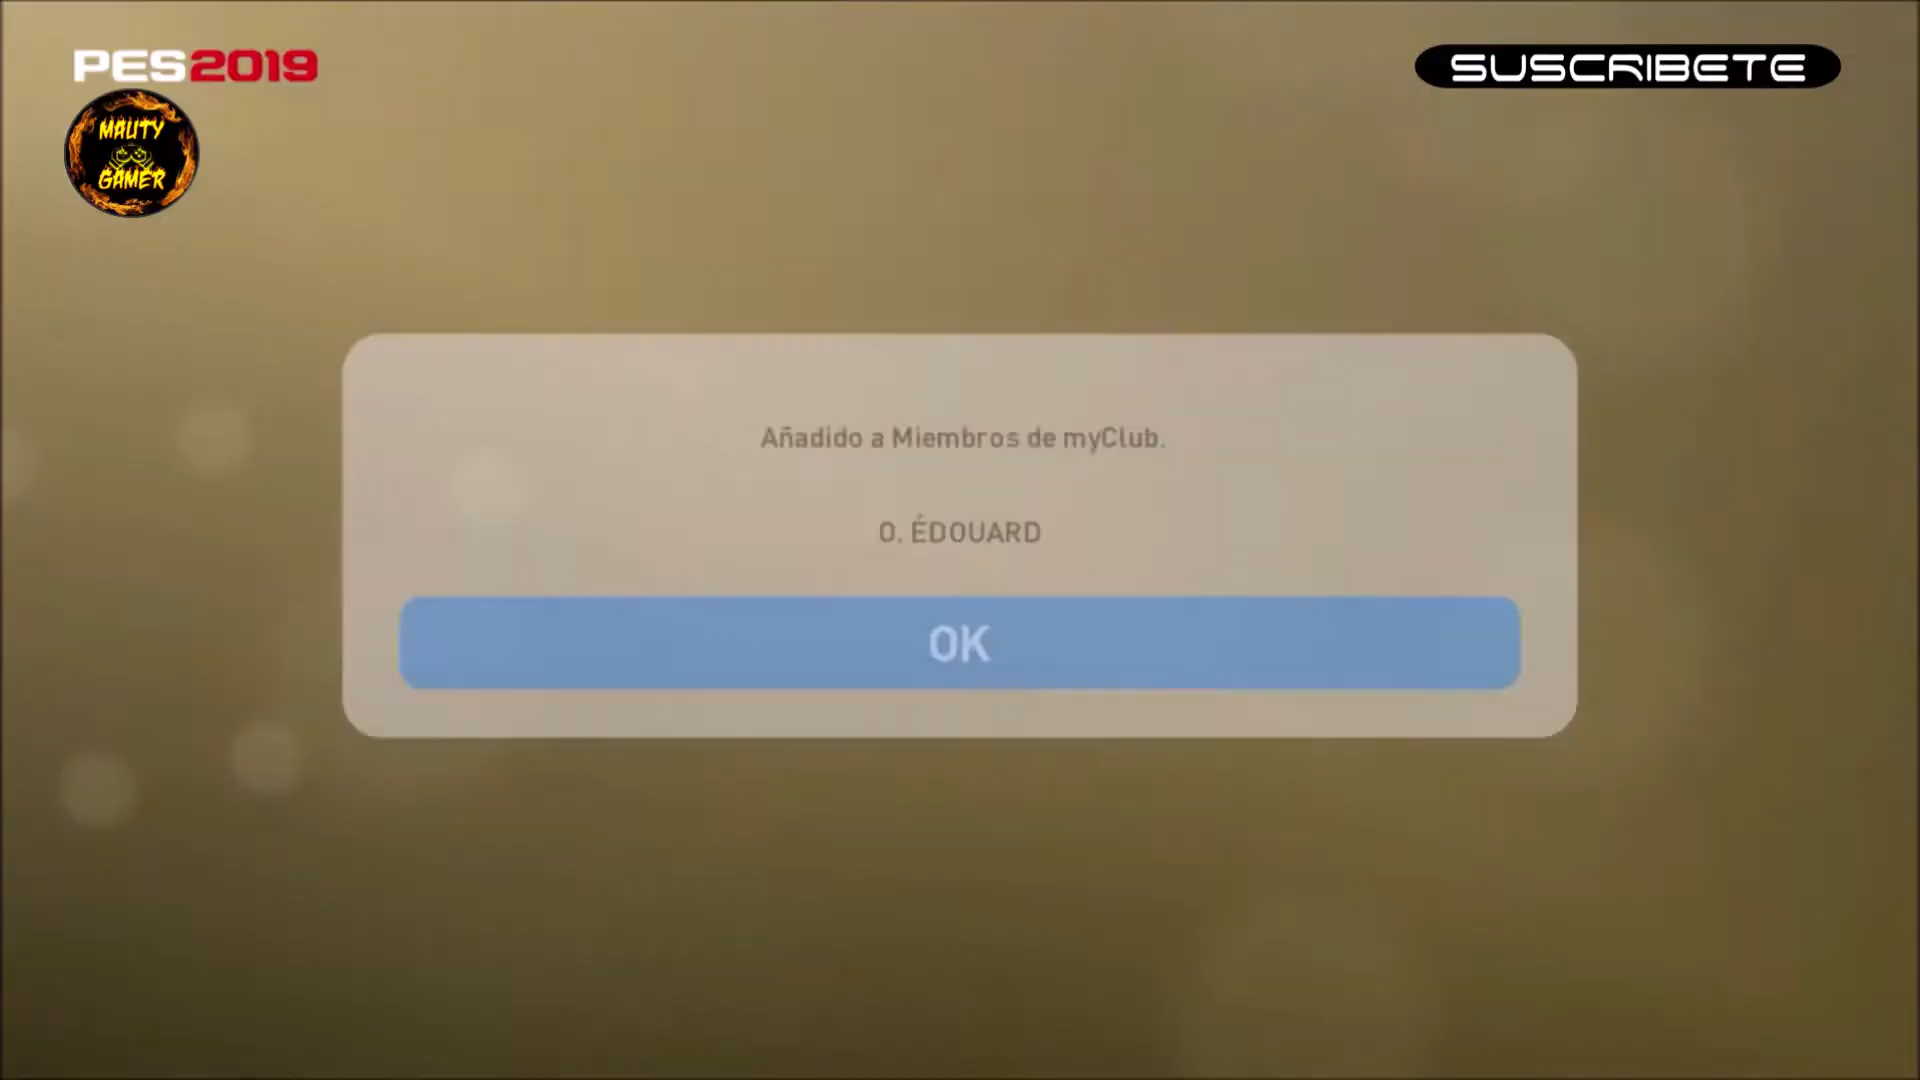 PES2019
SUSCRIBETE
MAUTY
GAMER
Añadido a Miembros de myClub.
O. ÉDOUARD
OK